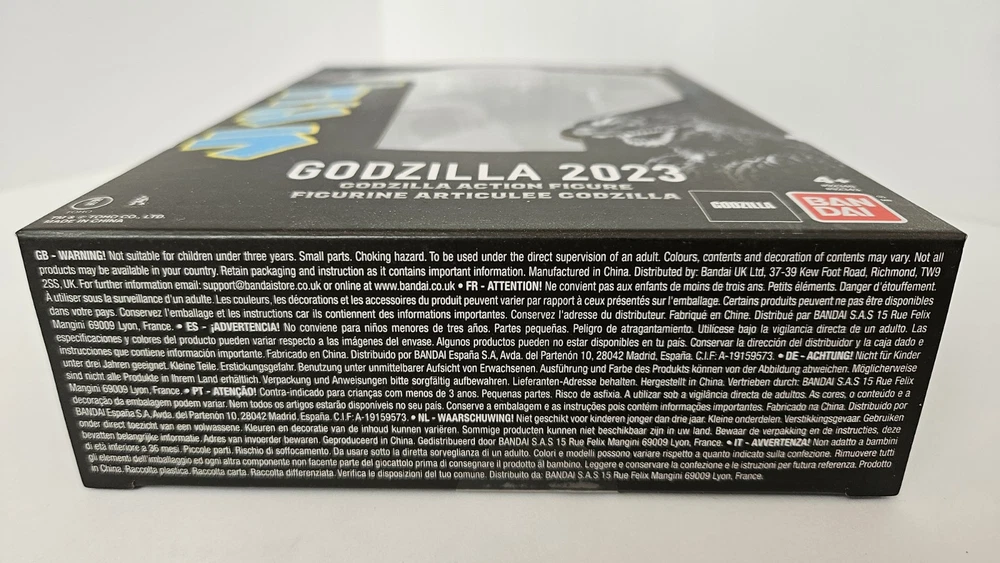 GODZILLA 2023
GODZILLA ACTION FIGURE
FIGURINE ARTICULEE GODZILLA
4+
GODZILLA
BAN
DAI
TM & © TOHO CO., LTD.
MADE IN CHINA
GB - WARNING! Not suitable for children under three years. Small parts. Choking hazard. To be used under the direct supervision of an adult. Colours, contents and decoration of contents may vary. Not all
products may be available in your country. Retain packaging and instruction as it contains important information. Manufactured in China. Distributed by: Bandai UK Ltd, 37-39 Kew Foot Road, Richmond, TW9
2SS, UK. For further information email: support@bandaistore.co.uk or online at www.bandai.co.uk • FR - ATTENTION! Ne convient pas aux enfants de moins de trois ans. Petits éléments. Danger d'étouffement.
À utiliser sous la surveillance d'un adulte. Les couleurs, les décorations et les accessoires du produit peuvent varier par rapport à ceux présentés sur l'emballage. Certains produits peuvent ne pas être disponibles
dans votre pays. Conservez l'emballage et les instructions car ils contiennent des informations importantes. Conservez l'adresse du distributeur. Fabriqué en Chine. Distribué par BANDAI S.A.S 15 Rue Felix
Mangini 69009 Lyon, France. • ES - ¡ADVERTENCIA! No conviene para niños menores de tres años. Partes pequeñas. Peligro de atragantamiento. Utilícese bajo la vigilancia directa de un adulto. Las
especificaciones y colores del producto pueden variar respecto a las imágenes del envase. Algunos productos pueden no estar disponibles en tu país. Conservar la dirección del distribuidor y la caja dado e
instrucciones que contiene información importante. Fabricado en China. Distribuido por BANDAI España S.A, Avda. del Partenón 10, 28042 Madrid, España. C.I.F: A-19159573. • DE - ACHTUNG! Nicht für Kinder
unter drei Jahren geeignet. Kleine Teile. Erstickungsgefahr. Benutzung unter unmittelbarer Aufsicht von Erwachsenen. Ausführung und Farbe des Produkts können von der Abbildung abweichen. Möglicherweise
sind nicht alle Produkte in Ihrem Land erhältlich. Verpackung und Anweisungen bitte sorgfältig aufbewahren. Lieferanten-Adresse behalten. Hergestellt in China. Vertrieben durch: BANDAI S.A.S 15 Rue Felix
Mangini 69009 Lyon, France. • PT - ATENÇÃO! Contra-indicado para crianças com menos de 3 anos. Pequenas partes. Risco de asfixia. A utilizar sob a vigilância directa de adultos. As cores, o conteúdo e a
decoração da embalagem podem variar. Nem todos os artigos estarão disponíveis no seu país. Conserve a embalagem e as instruções pois contém informações importantes. Fabricado na China. Distribuido por
BANDAI España S.A, Avda. del Partenón 10, 28042 Madrid, España. C.I.F: A-19159573. • NL - WAARSCHUWING! Niet geschikt voor kinderen jonger dan drie jaar. Kleine onderdelen. Verstikkingsgevaar. Gebruiken
onder direct toezicht van een volwassene. Kleuren en decoratie van de inhoud kunnen variëren. Sommige producten kunnen niet beschikbaar zijn in uw land. Bewaar de verpakking en de instructies, deze
bevatten belangrijke informatie. Adres van invoerder bewaren. Geproduceerd in China. Gedistribueerd door BANDAI S.A.S 15 Rue Felix Mangini 69009 Lyon, France. • IT - AVVERTENZA! Non adatto a bambini
di età inferiore a 36 mesi. Piccole parti. Rischio di soffocamento. Da usare sotto la diretta sorveglianza di un adulto. Colori e modelli possono variare rispetto a quanto indicato sulla confezione. Rimuovere tutti
gli elementi dell'imballaggio ed ogni altra componente non facente parte del giocattolo prima di consegnare il prodotto al bambino. Leggere e conservare la confezione e le istruzioni per futura referenza. Prodotto
in China. Raccolta plastica. Raccolta carta. Raccolta differenziata. Verifica le disposizioni del tuo comune. Distribuito da: BANDAI S.A.S 15 Rue Felix Mangini 69009 Lyon, France.